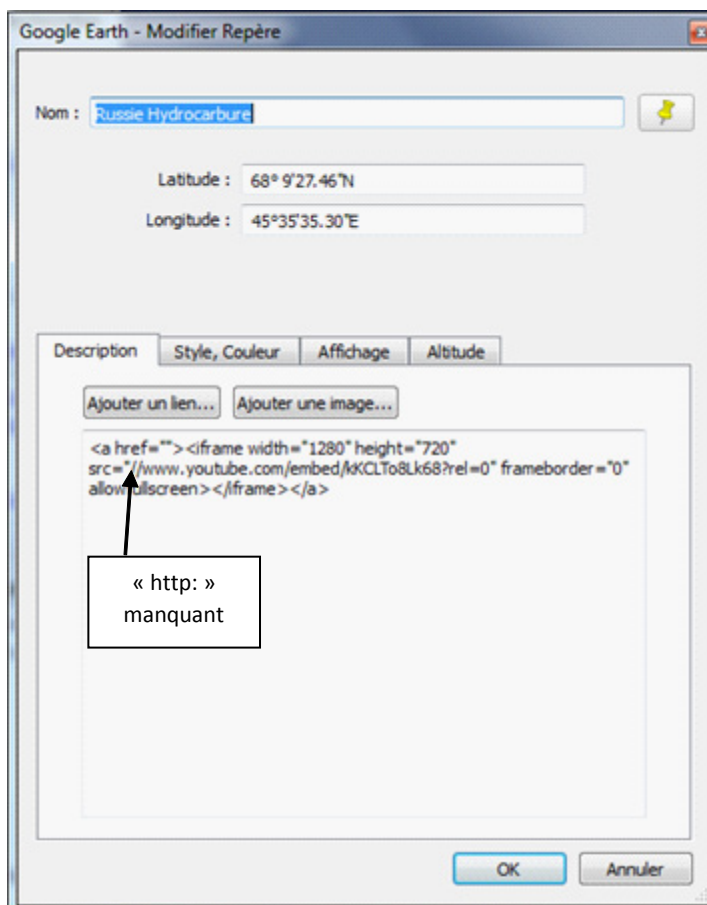 Google Earth - Modifier Repère
Nom : Russie Hydrocarbure
Latitude : 68° 9'27.46"N
Longitude : 45°35'35.30"E
Description Style, Couleur Affichage Altitude
Ajouter un lien... Ajouter une image...
<a href=""><iframe width="1280" height="720"
src="//www.youtube.com/embed/kKCLTo8Lk68?rel=0" frameborder="0"
allowfullscreen></iframe></a>
« http: »
manquant
OK Annuler